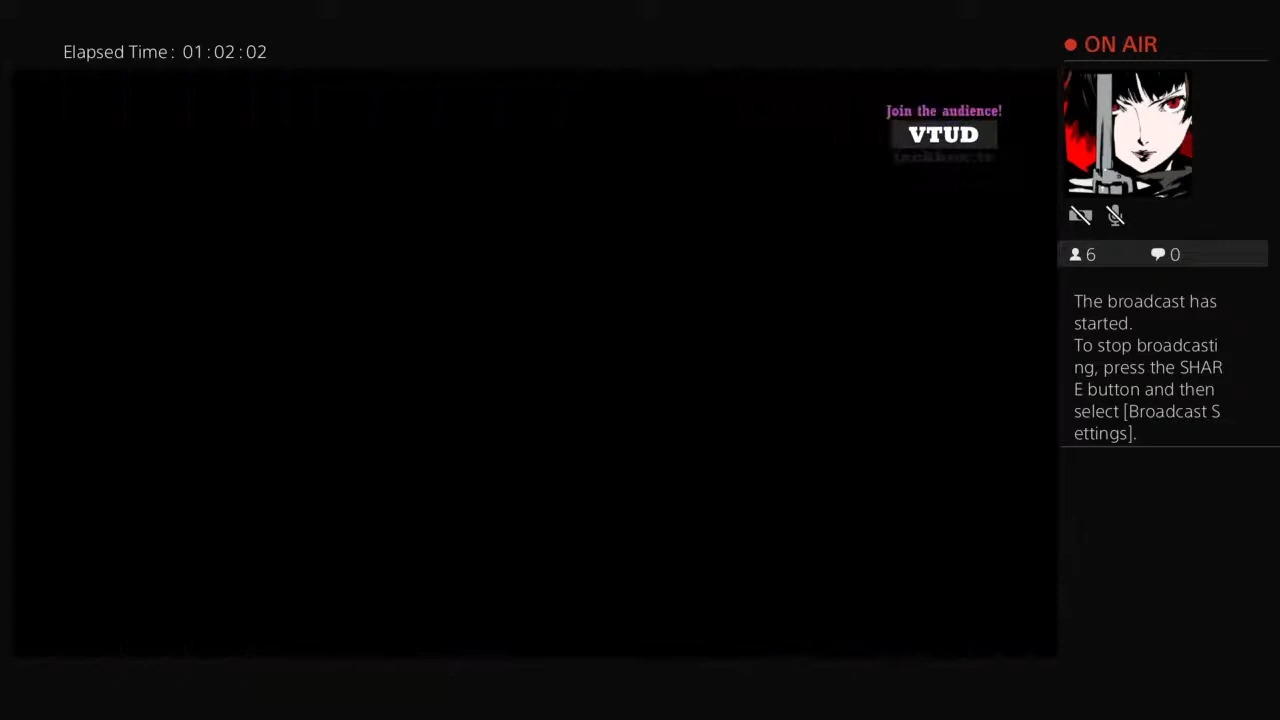 Elapsed Time: 01:02:02
ON AIR
Join the audience!
VTUD
6 0
The broadcast has
started.
To stop broadcasti
ng, press the SHAR
E button and then
select [Broadcast S
ettings].